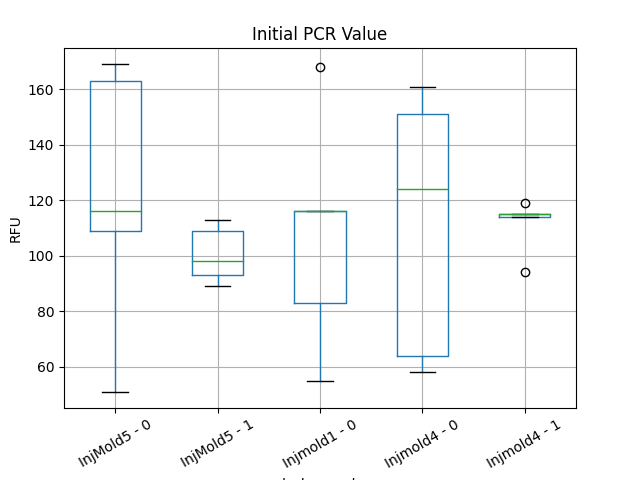 Initial PCR Value
160
140
120
100
80
60
RFU
InjMold5 - 0
InjMold5 - 1
Injmold1 - 0
Injmold4 - 0
Injmold4 - 1